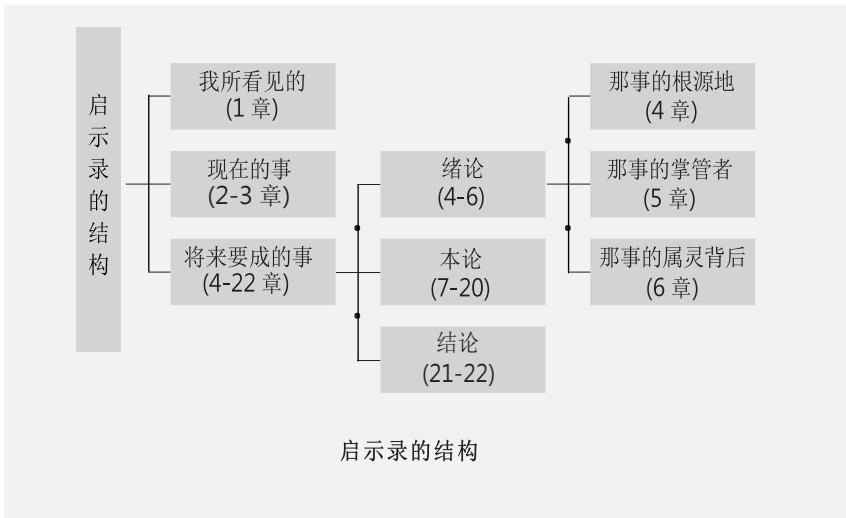 启示录的结构
我所看见的
(1 章)
现在的事
(2-3 章)
将来要成的事
(4-22 章)
绪论
(4-6)
本论
(7-20)
结论
(21-22)
那事的根源地
(4 章)
那事的掌管者
(5 章)
那事的属灵背后
(6 章)
启示录的结构